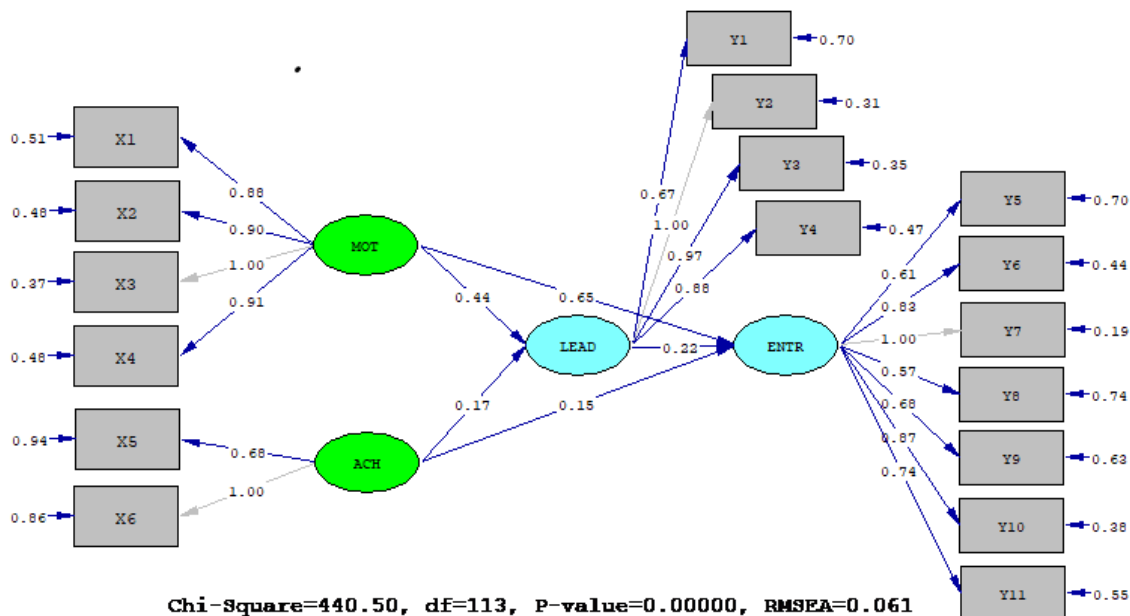 Y1
0.70
Y2
0.31
Y3
0.35
Y4
0.47
0.51
X1
0.48
X2
0.37
X3
0.48
X4
0.94
X5
0.86
X6
MOT
ACH
LEAD
ENTR
0.88
0.90
1.00
0.91
0.68
1.00
0.44
0.65
0.17
0.15
0.22
0.67
1.00
0.97
0.88
0.61
0.83
1.00
0.57
0.68
0.87
0.74
Y5
0.70
Y6
0.44
Y7
0.19
Y8
0.74
Y9
0.63
Y10
0.38
Y11
0.55
Chi-Square=440.50, df=113, P-value=0.00000, RMSEA=0.061